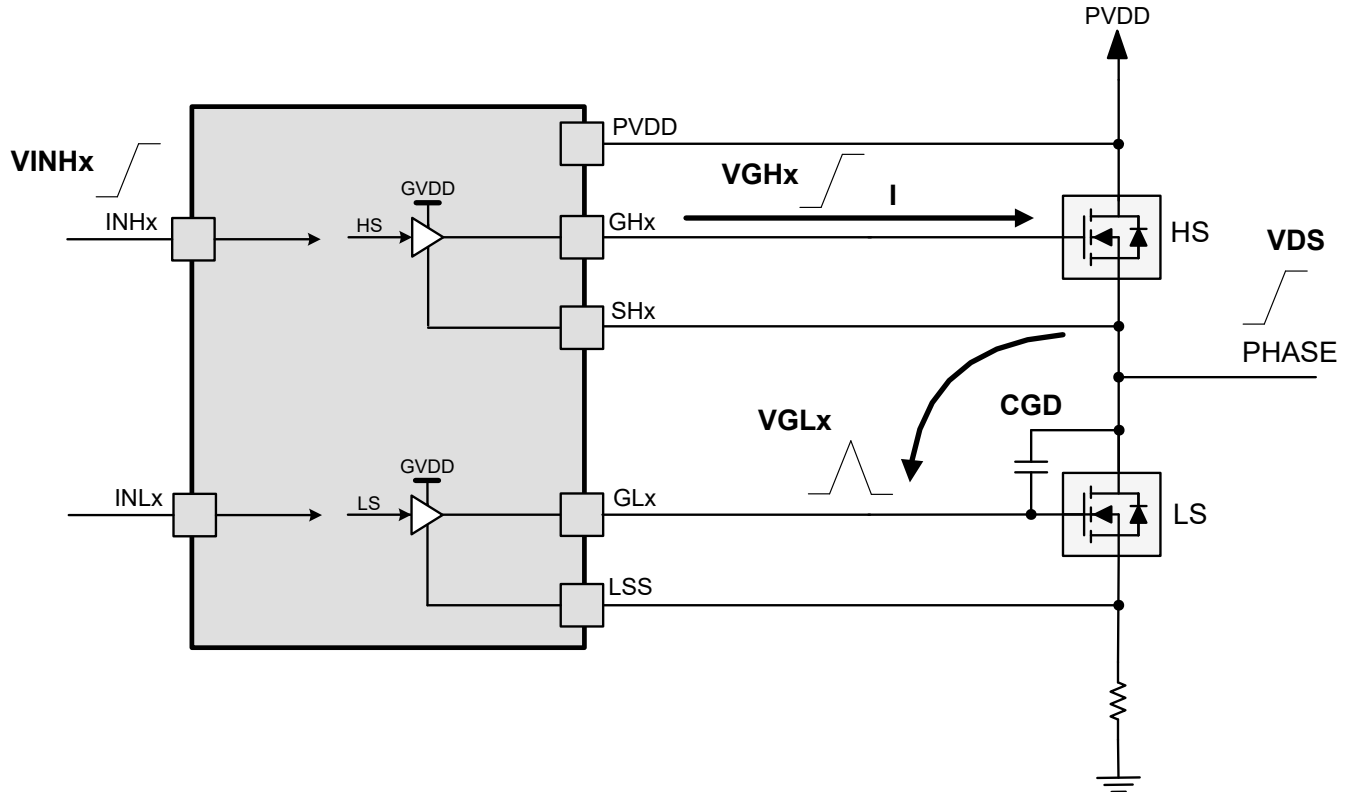 PVDD
PVDD
VINHx
VGHx
I
GVDD
INHx
HS
GHx
HS
VDS
SHx
PHASE
CGD
VGLx
GVDD
INLx
LS
GLx
LS
LSS